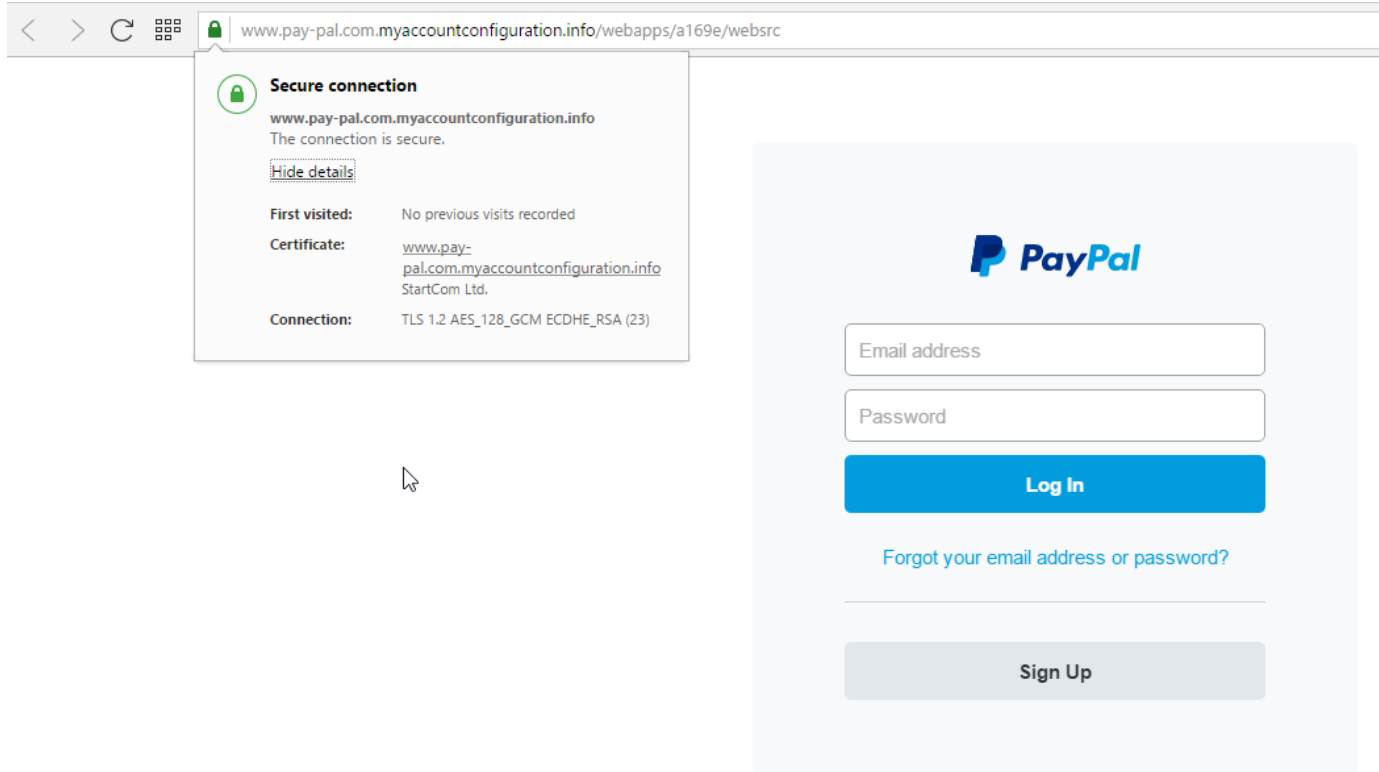 www.pay-pal.com.myaccountconfiguration.info/webapps/a169e/websrc
Secure connection
www.pay-pal.com.myaccountconfiguration.info
The connection is secure.
Hide details
First visited: No previous visits recorded
Certificate: www.pay-
pal.com.myaccountconfiguration.info
StartCom Ltd.
Connection: TLS 1.2 AES_128_GCM ECDHE_RSA (23)
PayPal
Email address
Password
Log In
Forgot your email address or password?
Sign Up